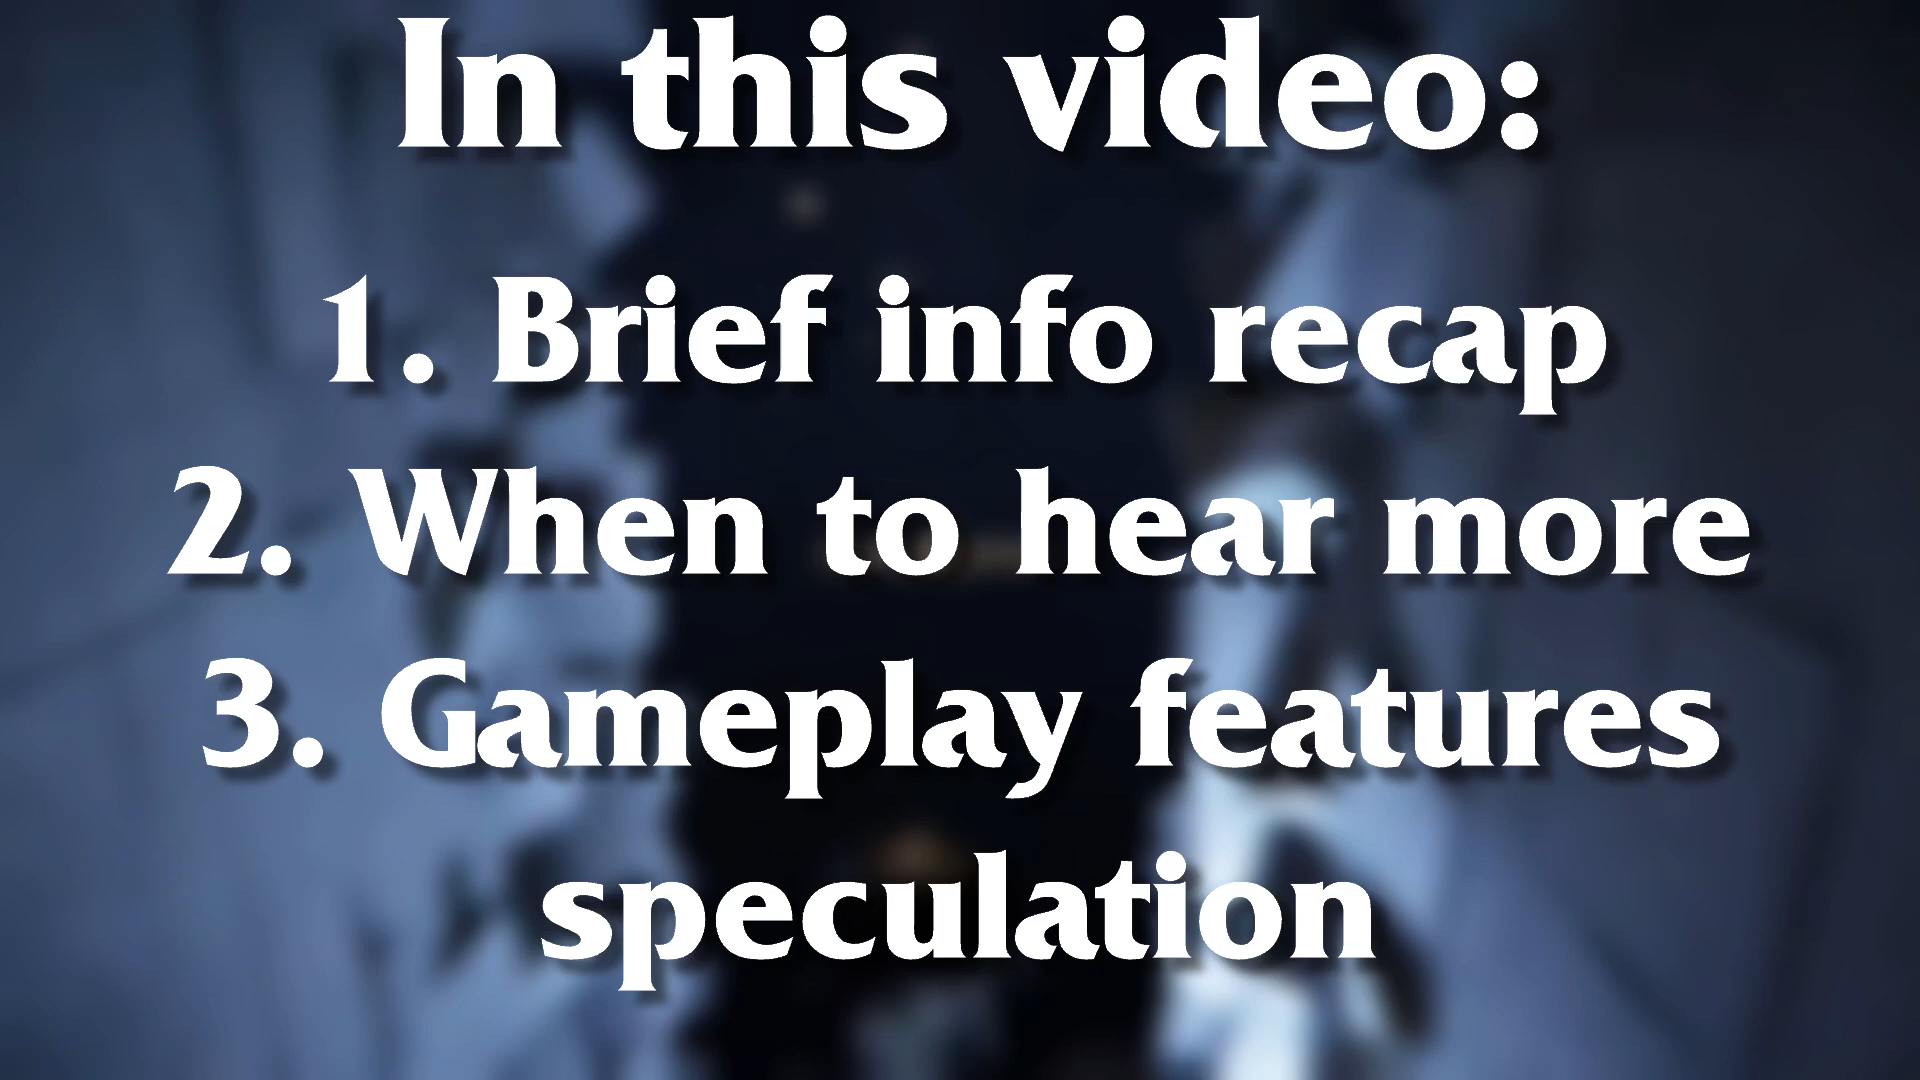 In this video:
1. Brief info recap
2. When to hear more
3. Gameplay features
speculation